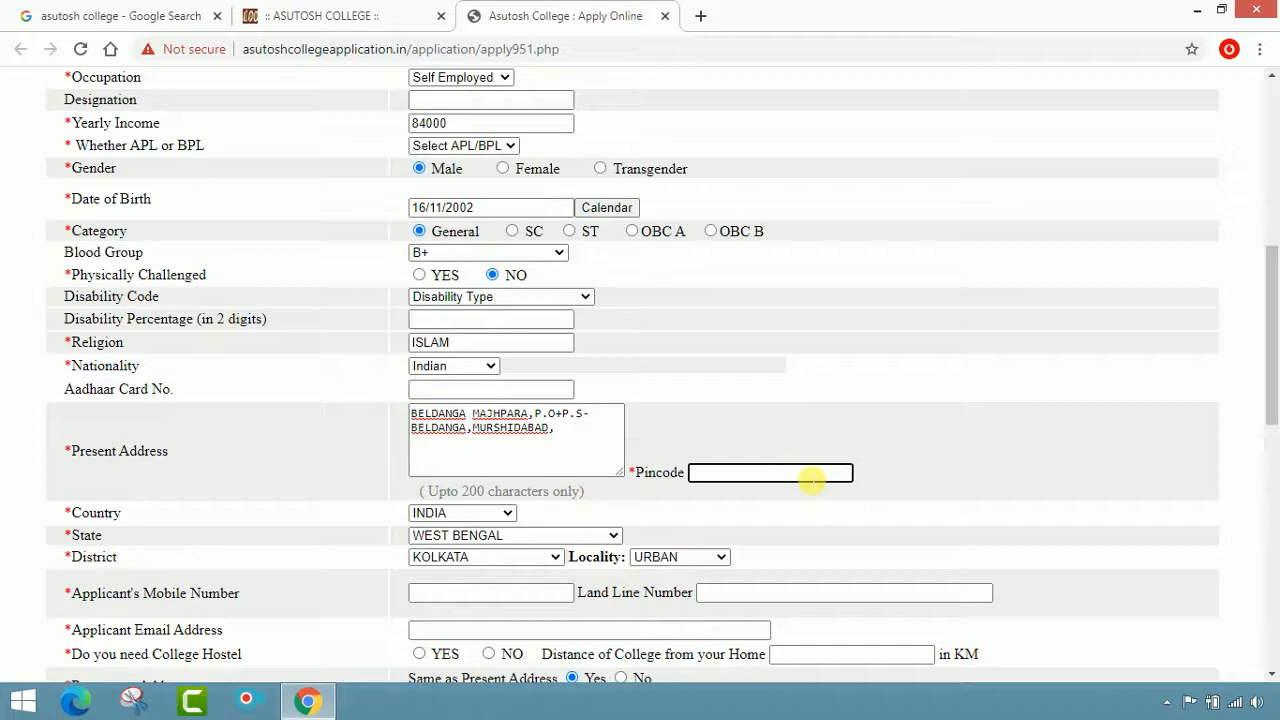 asutosh college - Google Search
:: ASUTOSH COLLEGE ::
Asutosh College : Apply Online
Not secure
asutoshcollegeapplication.in/application/apply951.php
*Occupation
Self Employed
Designation
*Yearly Income
84000
* Whether APL or BPL
Select APL/BPL
*Gender
Male
Female
Transgender
*Date of Birth
16/11/2002
Calendar
*Category
General
SC
ST
OBC A
OBC B
Blood Group
B+
*Physically Challenged
YES
NO
Disability Code
Disability Type
Disability Percentage (in 2 digits)
*Religion
ISLAM
*Nationality
Indian
Aadhaar Card No.
*Present Address
BELDANGA MAJHPARA,P.O+P.S-
BELDANGA,MURSHIDABAD,
*Pincode
( Upto 200 characters only)
*Country
INDIA
*State
WEST BENGAL
*District
KOLKATA
Locality:
URBAN
*Applicant's Mobile Number
Land Line Number
*Applicant Email Address
*Do you need College Hostel
YES
NO
Distance of College from your Home
in KM
Same as Present Address
Yes
No